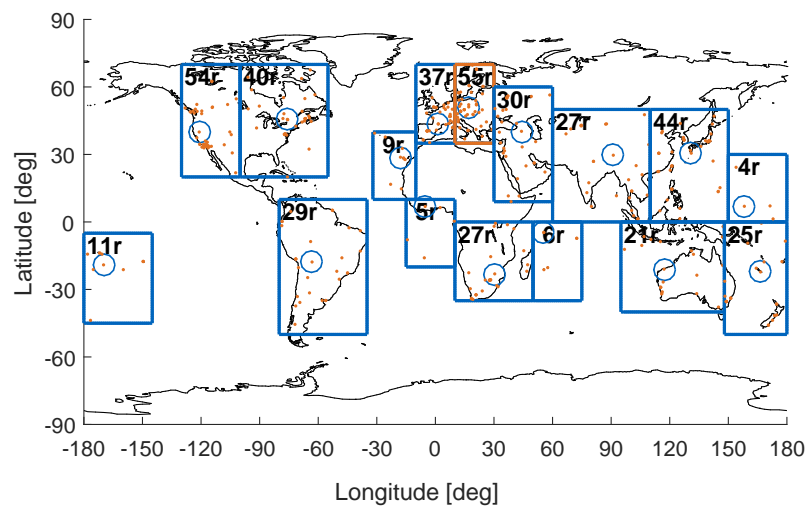 90
60
30
0
-30
-60
-90
Latitude [deg]
54r
40r
37r
55r
30r
27r
44r
9r
4r
5r
29r
27r
6r
21r
25r
11r
-180
-150
-120
-90
-60
-30
0
30
60
90
120
150
180
Longitude [deg]